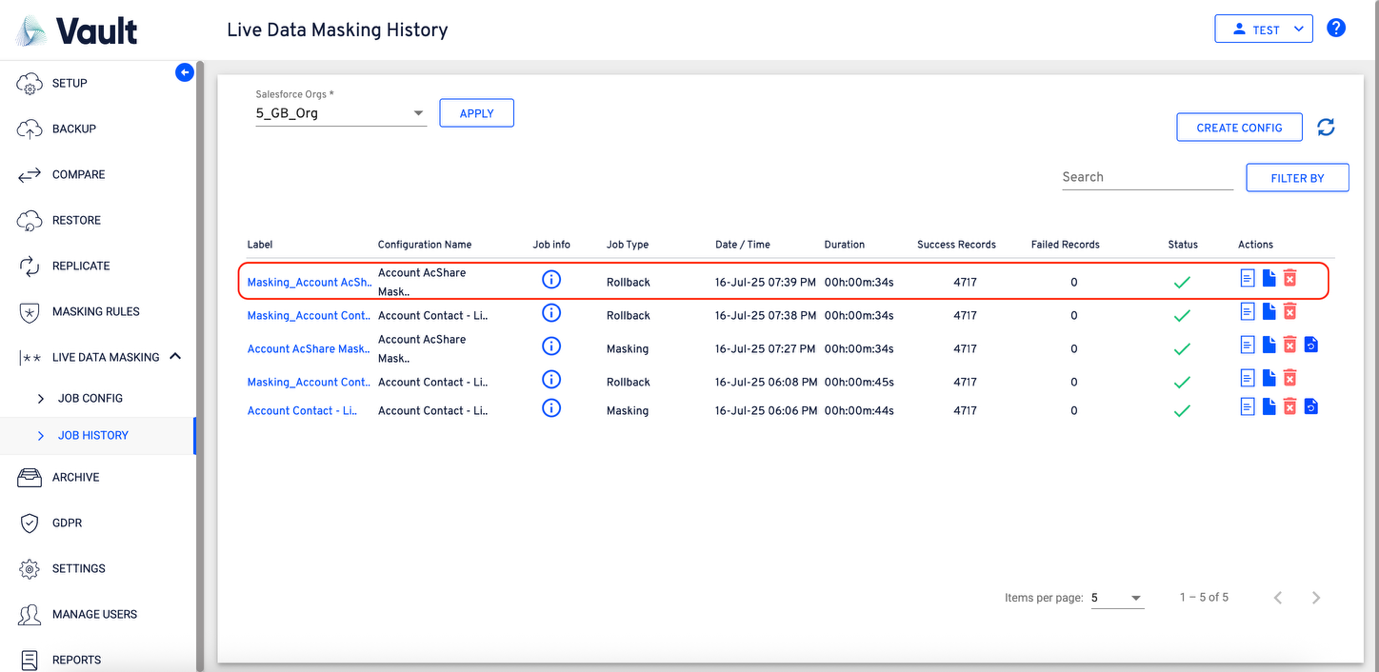 Vault
Live Data Masking History
TEST
?
SETUP
BACKUP
COMPARE
RESTORE
REPLICATE
MASKING RULES
|** LIVE DATA MASKING
JOB CONFIG
JOB HISTORY
ARCHIVE
GDPR
SETTINGS
MANAGE USERS
REPORTS
Salesforce Orgs *
5_GB_Org
APPLY
CREATE CONFIG
Search
FILTER BY
Label Configuration Name Job info Job Type Date / Time Duration Success Records Failed Records Status Actions
Masking_Account AcSh.. Account AcShare Mask.. Rollback 16-Jul-25 07:39 PM 00h:00m:34s 4717 0
Masking_Account Cont.. Account Contact - Li.. Rollback 16-Jul-25 07:38 PM 00h:00m:34s 4717 0
Account AcShare Mask.. Account AcShare Mask.. Masking 16-Jul-25 07:27 PM 00h:00m:34s 4717 0
Masking_Account Cont.. Account Contact - Li.. Rollback 16-Jul-25 06:08 PM 00h:00m:45s 4717 0
Account Contact - Li.. Account Contact - Li.. Masking 16-Jul-25 06:06 PM 00h:00m:44s 4717 0
Items per page: 5 1 – 5 of 5